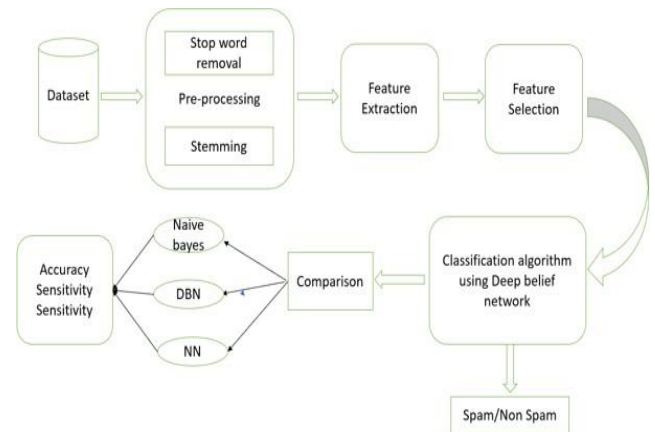 Dataset
Stop word
removal
Pre-processing
Stemming
Feature
Extraction
Feature
Selection
Classification algorithm
using Deep belief
network
Spam/Non Spam
Comparison
Naive
bayes
DBN
NN
Accuracy
Sensitivity
Sensitivity